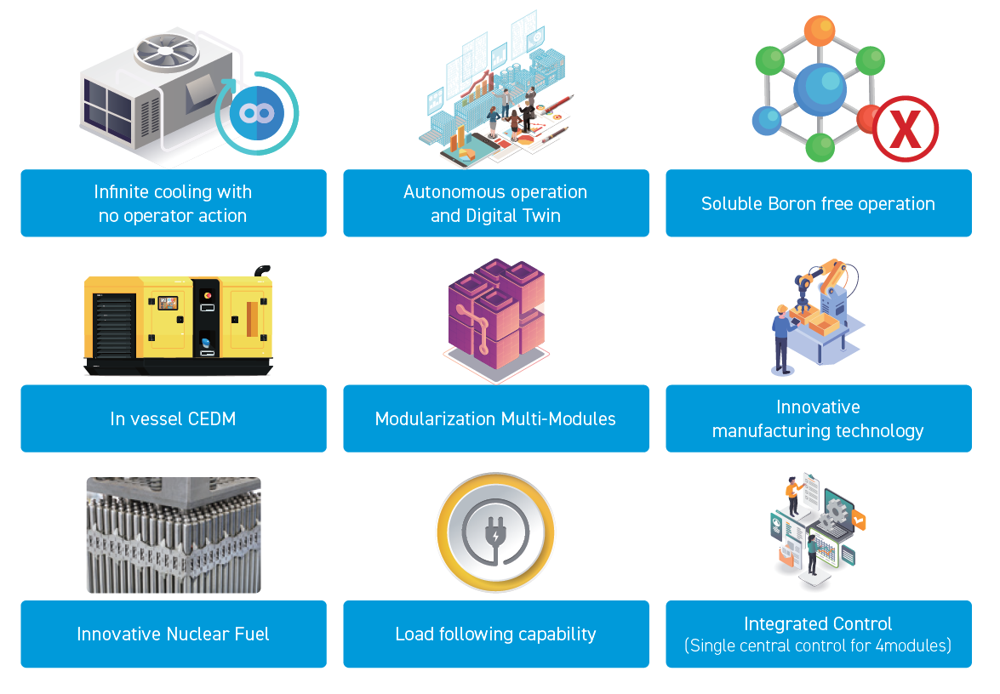 X
Infinite cooling with
no operator action
Autonomous operation
and Digital Twin
Soluble Boron free operation
In vessel CEDM
Modularization Multi-Modules
Innovative
manufacturing technology
Innovative Nuclear Fuel
Load following capability
Integrated Control
(Single central control for 4modules)